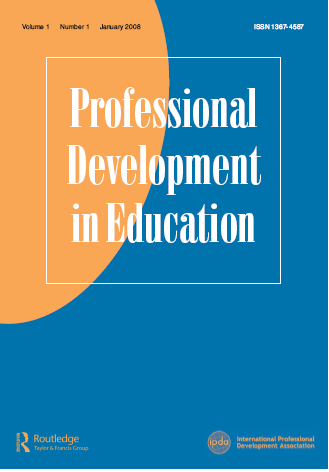 Volume 1 Number 1 January 2008 ISSN 1367-4587
Professional
Development
in Education
Routledge
Taylor & Francis Group
ipda
International Professional
Development Association